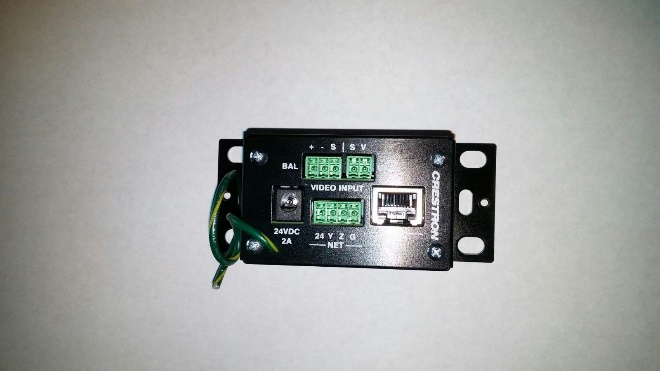 + - S | S V
BAL
VIDEO INPUT
24VDC
2A
24 Y Z G
NET
CRESTRON